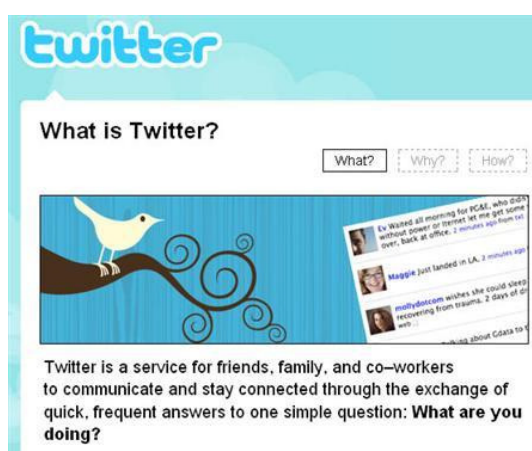 twitter
What is Twitter?
What? Why? How?
Ev Waited all morning for PG&E, who didn
without power or Iternet let me get some
over, back at office. 2 minutes ago from txt
Maggie Just landed in LA. 2 minutes ago
mollydotcom wishes she could sleep
recovering from trauma. 2 days of
web
king about Gdata to
Twitter is a service for friends, family, and co–workers
to communicate and stay connected through the exchange of
quick, frequent answers to one simple question: What are you
doing?